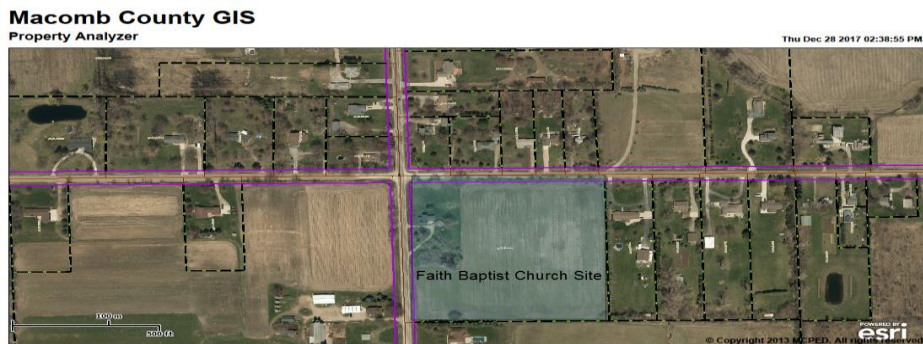 Macomb County GIS
Property Analyzer
Thu Dec 28 2017 02:38:55 PM
Faith Baptist Church Site
100 m
500 ft
POWERED BY
esri
© Copyright 2013 MCPED. All rights reserved